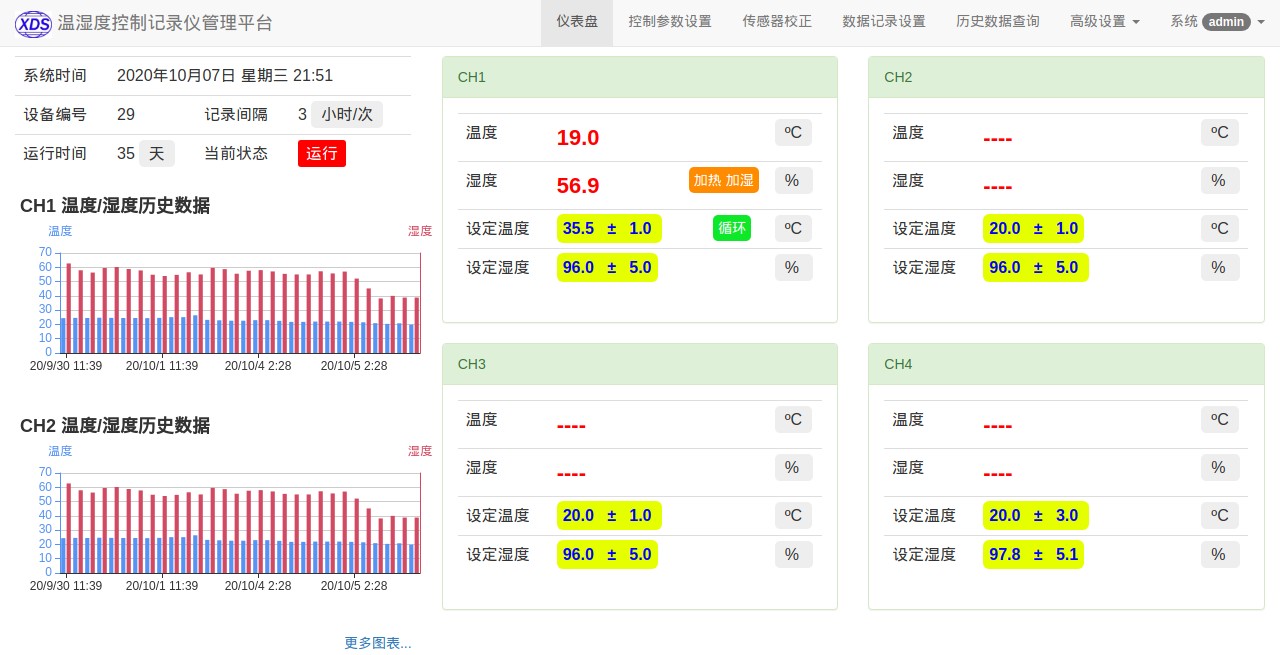 XDS 温湿度控制记录仪管理平台 仪表盘 控制参数设置 传感器校正 数据记录设置 历史数据查询 高级设置 系统 admin
系统时间 2020年10月07日 星期三 21:51
设备编号 29 记录间隔 3 小时/次
运行时间 35 天 当前状态 运行
CH1 温度/湿度历史数据
温度 湿度
70
60
50
40
30
20
10
0
20/9/30 11:39 20/10/1 11:39 20/10/4 2:28 20/10/5 2:28
CH2 温度/湿度历史数据
温度 湿度
70
60
50
40
30
20
10
0
20/9/30 11:39 20/10/1 11:39 20/10/4 2:28 20/10/5 2:28
更多图表...
CH1
温度 19.0 ºC
湿度 56.9 加热 加湿 %
设定温度 35.5 ± 1.0 循环 ºC
设定湿度 96.0 ± 5.0 %
CH2
温度 ---- ºC
湿度 ---- %
设定温度 20.0 ± 1.0 ºC
设定湿度 96.0 ± 5.0 %
CH3
温度 ---- ºC
湿度 ---- %
设定温度 20.0 ± 1.0 ºC
设定湿度 96.0 ± 5.0 %
CH4
温度 ---- ºC
湿度 ---- %
设定温度 20.0 ± 3.0 ºC
设定湿度 97.8 ± 5.1 %